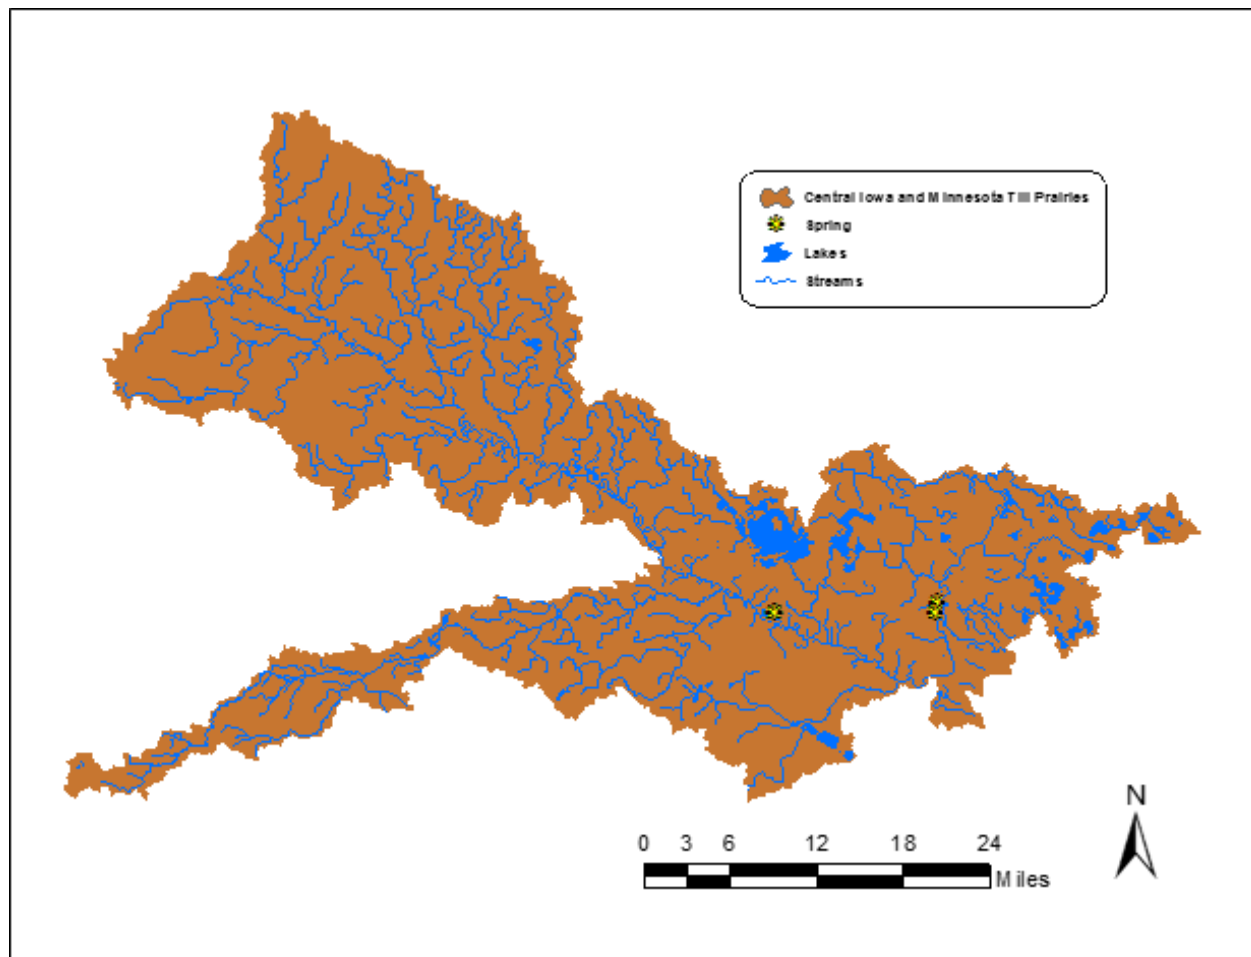 Central Iowa and Minnesota Till Prairies
Spring
Lakes
Streams
N
0 3 6 12 18 24
Miles